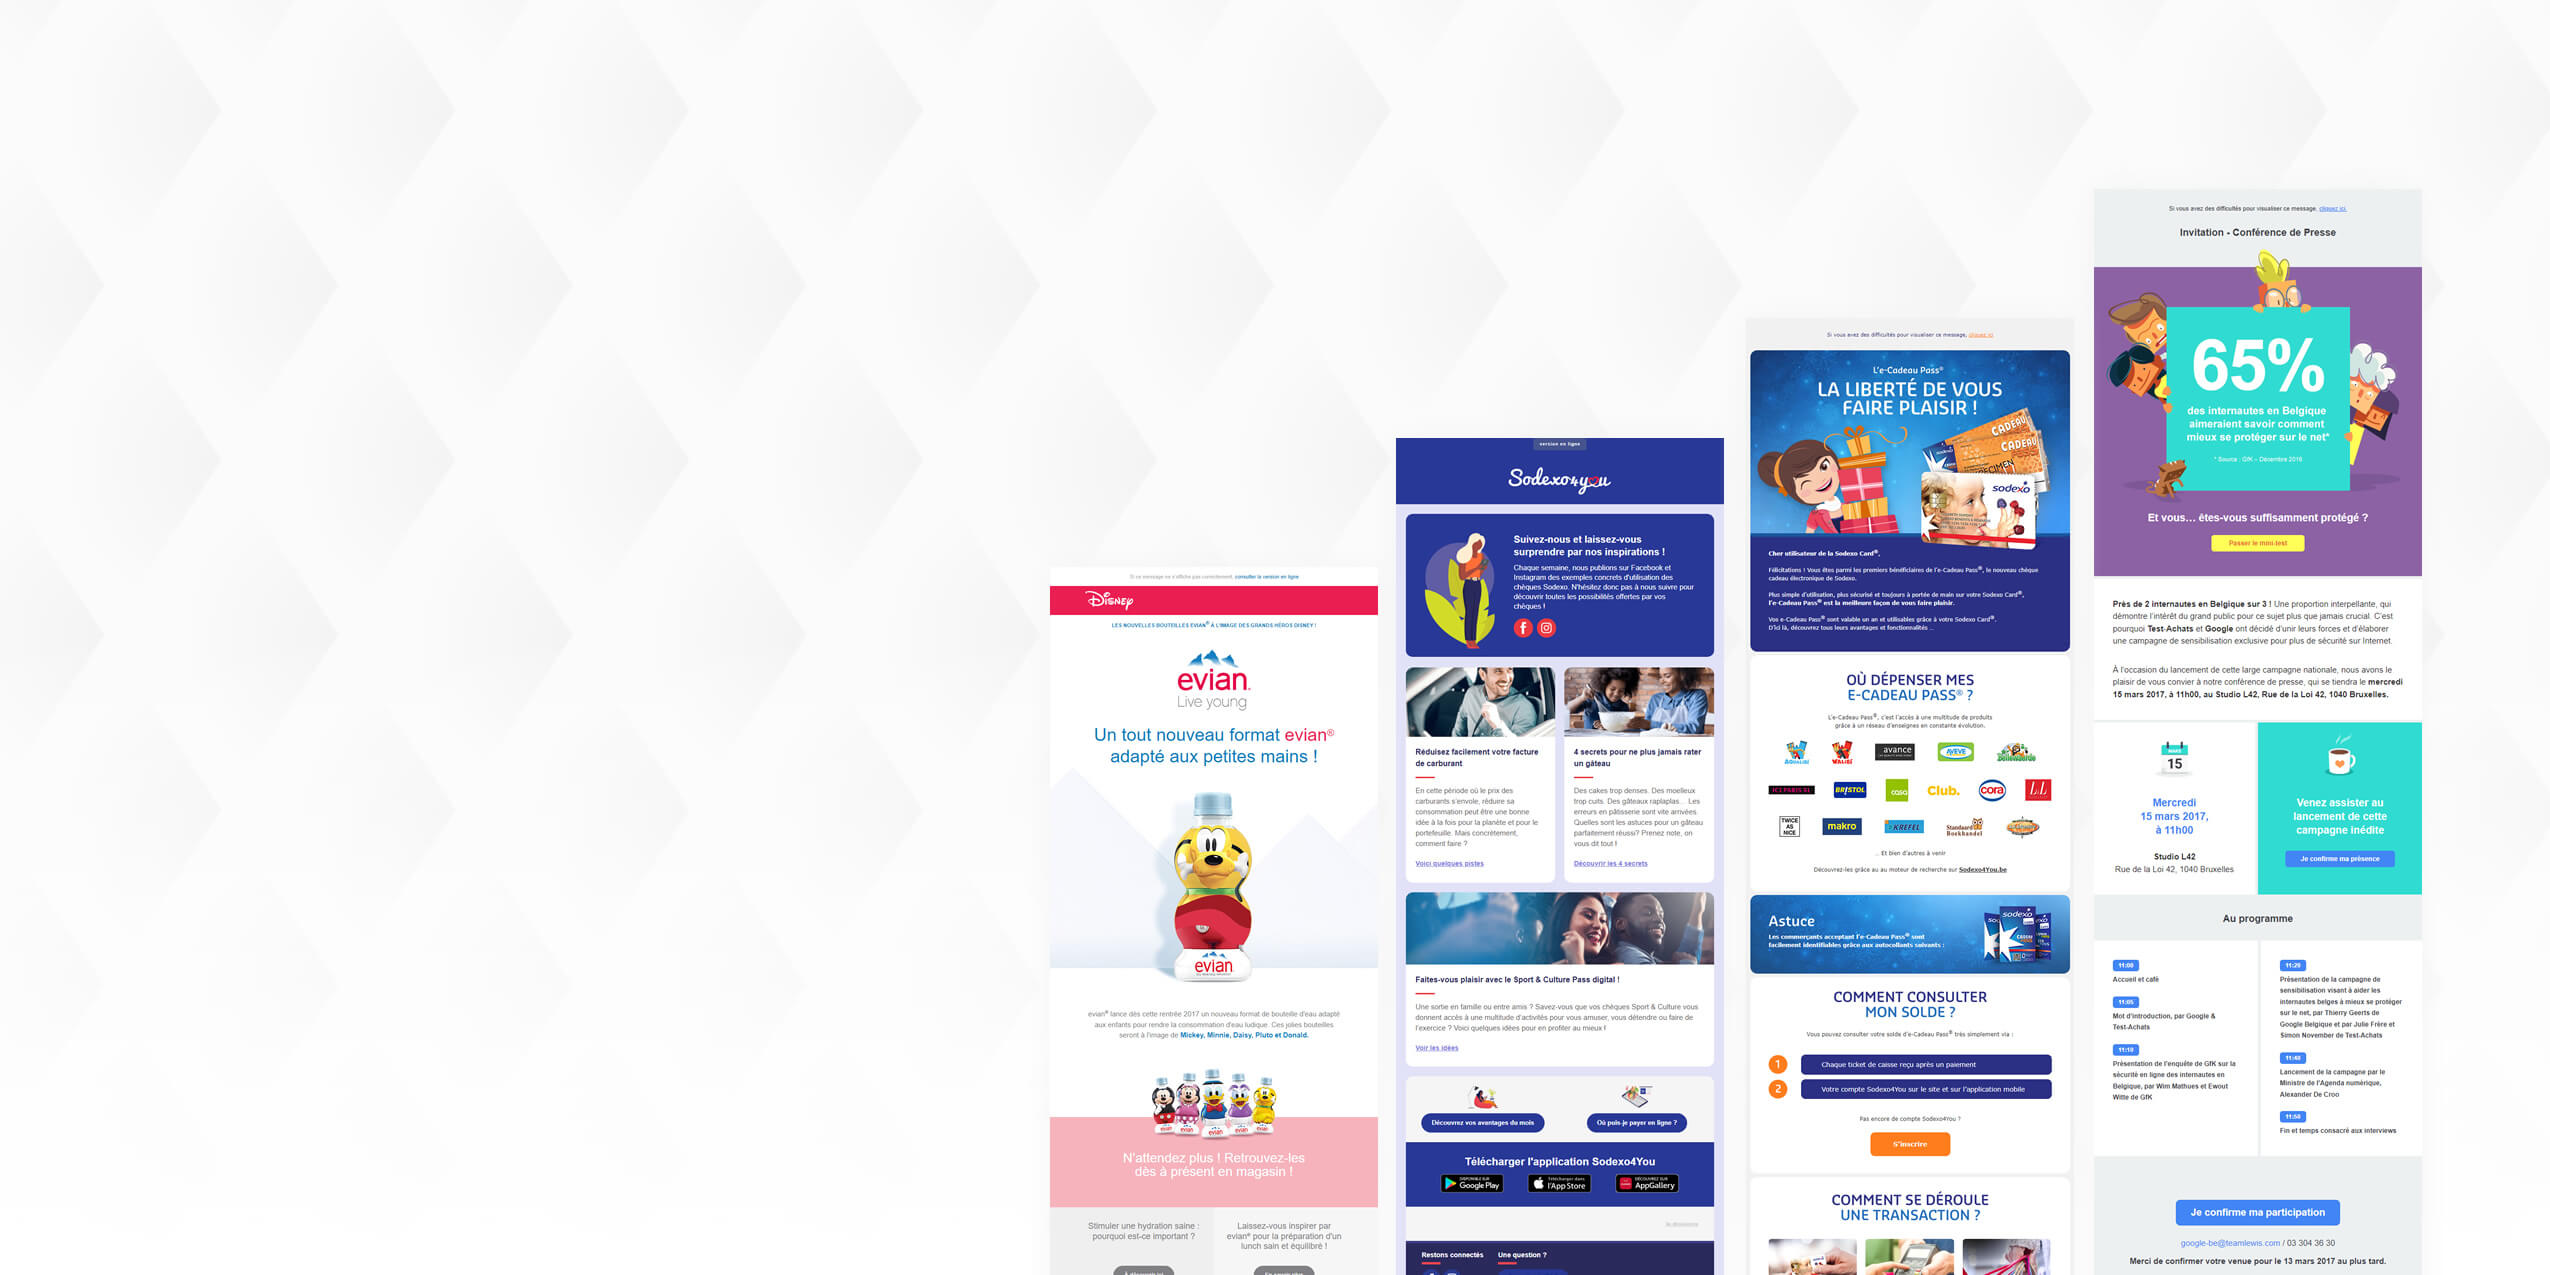 Si ce message ne s'affiche pas correctement, consulter la version en ligne
DISNEY
LES NOUVELLES BOUTEILLES EVIAN® À L'IMAGE DES GRANDS HÉROS DISNEY !
evian®
Live young
Un tout nouveau format evian®
adapté aux petites mains !
evian
evian® lance dès cette rentrée 2017 un nouveau format de bouteille d'eau adapté
aux enfants pour rendre la consommation d'eau ludique. Ces jolies bouteilles
seront à l'image de Mickey, Minnie, Daisy, Pluto et Donald.
evian evian evian evian evian
N'attendez plus ! Retrouvez-les
dès à présent en magasin !
Stimuler une hydration saine :
pourquoi est-ce important ?
Laissez-vous inspirer par
evian® pour la préparation d'un
lunch sain et équilibré !
version en ligne
Sodexo4you
Suivez-nous et laissez-vous
surprendre par nos inspirations !
Chaque semaine, nous publions sur Facebook et
Instagram des exemples concrets d'utilisation des
chèques Sodexo. N'hésitez donc pas à nous suivre pour
découvrir toutes les possibilités offertes par vos
chèques !
Réduisez facilement votre facture
de carburant
En cette période où le prix des
carburants s'envole, réduire sa
consommation peut être une bonne
idée à la fois pour la planète et pour le
portefeuille. Mais concrètement,
comment faire ?
Voici quelques pistes
4 secrets pour ne plus jamais rater
un gâteau
Des cakes trop denses. Des moelleux
trop cuits. Des gâteaux raplaplas... Les
erreurs en pâtisserie sont vite arrivées.
Quelles sont les astuces pour un gâteau
parfaitement réussi? Prenez note, on
vous dit tout !
Découvrir les 4 secrets
Faites-vous plaisir avec le Sport & Culture Pass digital !
Une sortie en famille ou entre amis ? Savez-vous que vos chèques Sport & Culture vous
donnent accès à une multitude d'activités pour vous amuser, vous détendre ou faire de
l'exercice ? Voici quelques idées pour en profiter au mieux !
Voir les idées
Découvrez vos avantages du mois
Où puis-je payer en ligne ?
Télécharger l'application Sodexo4You
DISPONIBLE SUR
Google Play
Télécharger dans
l'App Store
DÉCOUVREZ SUR
AppGallery
Restons connectés
Une question ?
Si vous avez des difficultés pour visualiser ce message, cliquez ici
L'e-Cadeau Pass®
LA LIBERTÉ DE VOUS
FAIRE PLAISIR !
CADEAU
CADEAU
sodexo
Cher utilisateur de la Sodexo Card®,
Félicitations ! Vous êtes parmi les premiers bénéficiaires de l'e-Cadeau Pass®, le nouveau chèque
cadeau électronique de Sodexo.
Plus simple d'utilisation, plus sécurisé et toujours à portée de main sur votre Sodexo Card®,
l'e-Cadeau Pass® est la meilleure façon de vous faire plaisir.
Vos e-Cadeau Pass® sont valable un an et utilisables grâce à votre Sodexo Card®.
D'ici là, découvrez tous leurs avantages et fonctionnalités ...
OÙ DÉPENSER MES
E-CADEAU PASS® ?
L'e-Cadeau Pass®, c'est l'accès à une multitude de produits
grâce à un réseau d'enseignes en constante évolution.
AQUALIBI WALIBI avance AVEVE Bellewaerde
ICI PARIS XL BRISTOL casa Club. cora LL
TWICE AS NICE makro KREFEL Standaard Boekhandel
... Et bien d'autres à venir
Découvrez-les grâce au au moteur de recherche sur Sodexo4You.be
Astuce
Les commerçants acceptant l'e-Cadeau Pass® sont
facilement identifiables grâce aux autocollants suivants :
sodexo
COMMENT CONSULTER
MON SOLDE ?
Vous pouvez consulter votre solde d'e-Cadeau Pass® très simplement via :
1 Chaque ticket de caisse reçu après un paiement
2 Votre compte Sodexo4You sur le site et sur l'application mobile
Pas encore de compte Sodexo4You ?
S'inscrire
COMMENT SE DÉROULE
UNE TRANSACTION ?
Si vous avez des difficultés pour visualiser ce message, cliquez ici.
Invitation - Conférence de Presse
65%
des internautes en Belgique
aimeraient savoir comment
mieux se protéger sur le net*
* Source : GfK – Décembre 2016
Et vous… êtes-vous suffisamment protégé ?
Passer le mini-test
Près de 2 internautes en Belgique sur 3 ! Une proportion interpellante, qui
démontre l'intérêt du grand public pour ce sujet plus que jamais crucial. C'est
pourquoi Test-Achats et Google ont décidé d'unir leurs forces et d'élaborer
une campagne de sensibilisation exclusive pour plus de sécurité sur Internet.
À l'occasion du lancement de cette large campagne nationale, nous avons le
plaisir de vous convier à notre conférence de presse, qui se tiendra le mercredi
15 mars 2017, à 11h00, au Studio L42, Rue de la Loi 42, 1040 Bruxelles.
MARS
15
Mercredi
15 mars 2017,
à 11h00
Studio L42
Rue de la Loi 42, 1040 Bruxelles
Venez assister au
lancement de cette
campagne inédite
Je confirme ma présence
Au programme
11:00
Accueil et café
11:05
Mot d'introduction, par Google &
Test-Achats
11:10
Présentation de l'enquête de GfK sur la
sécurité en ligne des internautes en
Belgique, par Wim Mathues et Ewout
Witte de GfK
11:20
Présentation de la campagne de
sensibilisation visant à aider les
internautes belges à mieux se protéger
sur le net, par Thierry Geerts de
Google Belgique et par Julie Frère et
Simon November de Test-Achats
11:40
Lancement de la campagne par le
Ministre de l'Agenda numérique,
Alexander De Croo
11:50
Fin et temps consacré aux interviews
Je confirme ma participation
google-be@teamlewis.com / 03 304 36 30
Merci de confirmer votre venue pour le 13 mars 2017 au plus tard.